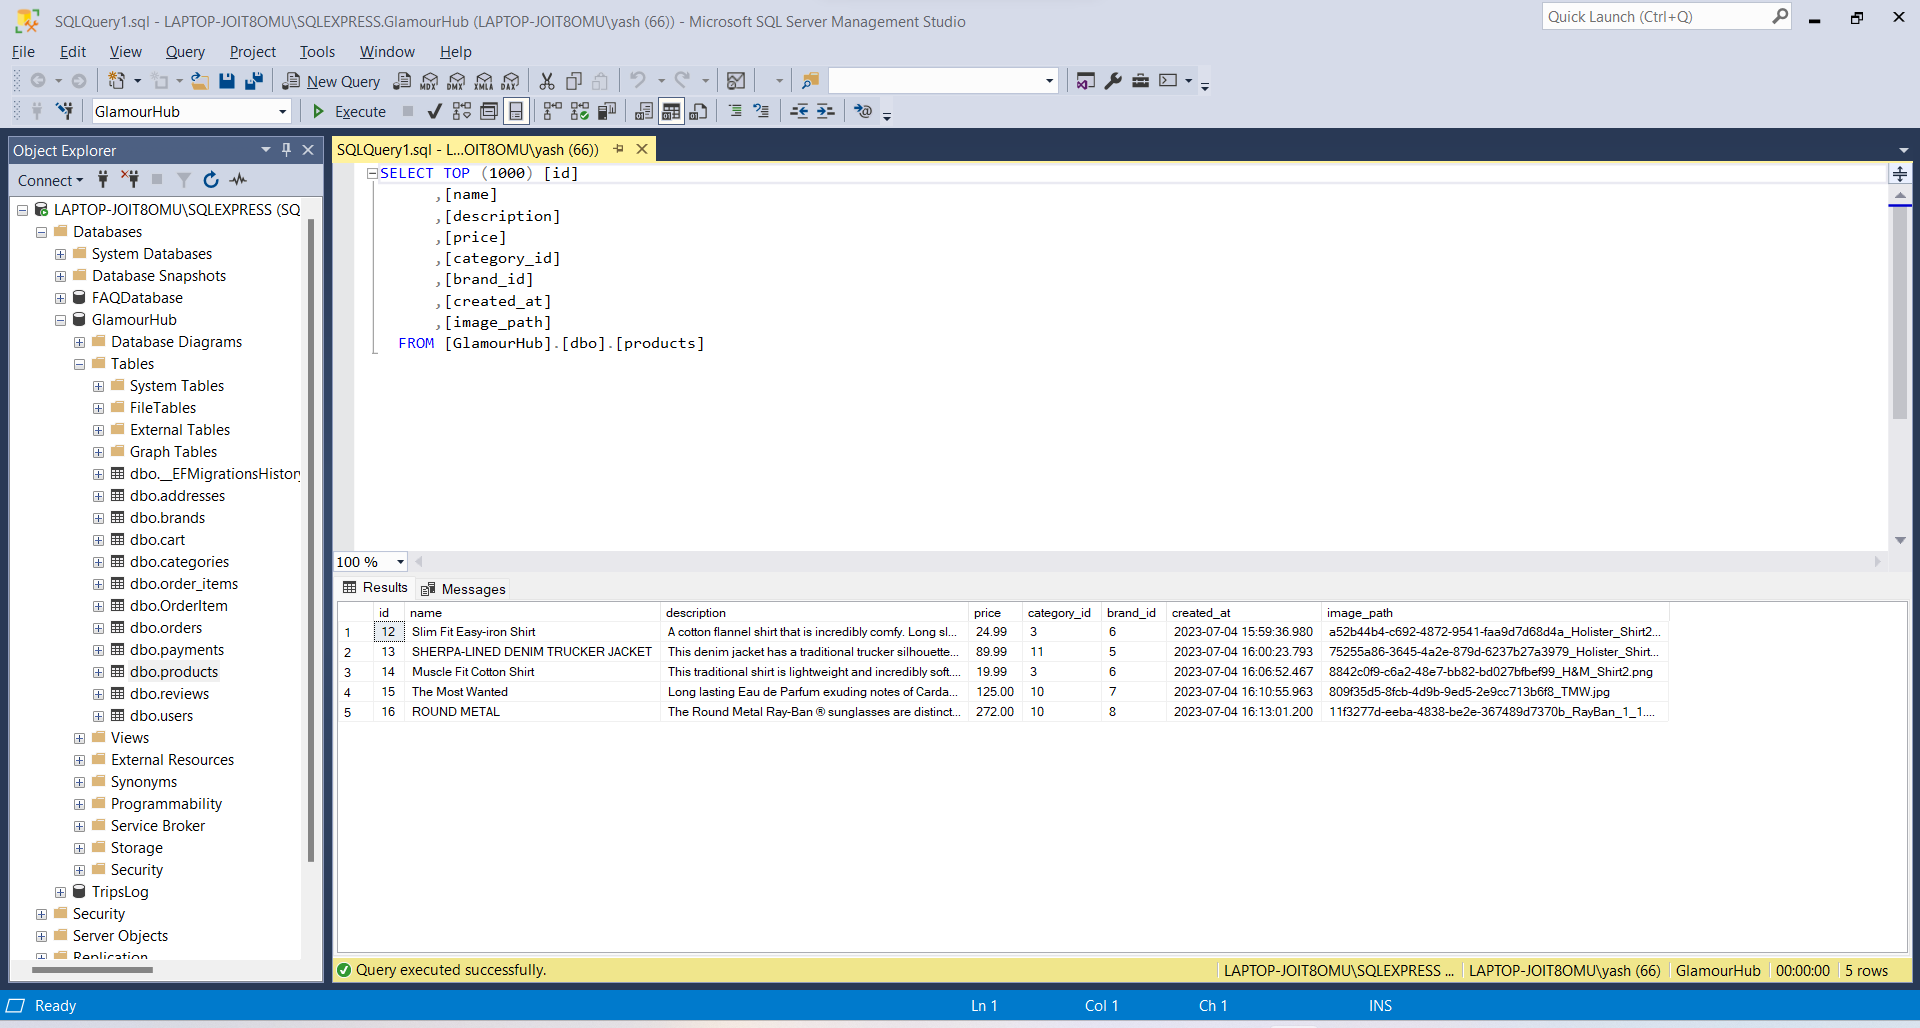 SQLQuery1.sql - LAPTOP-JOIT8OMU\SQLEXPRESS.GlamourHub (LAPTOP-JOIT8OMU\yash (66)) - Microsoft SQL Server Management Studio
Quick Launch (Ctrl+Q)
File Edit View Query Project Tools Window Help
New Query MDX DMX XMLA DAX
GlamourHub Execute
Object Explorer
Connect
LAPTOP-JOIT8OMU\SQLEXPRESS (SQ
Databases
System Databases
Database Snapshots
FAQDatabase
GlamourHub
Database Diagrams
Tables
System Tables
FileTables
External Tables
Graph Tables
dbo.__EFMigrationsHistory
dbo.addresses
dbo.brands
dbo.cart
dbo.categories
dbo.order_items
dbo.OrderItem
dbo.orders
dbo.payments
dbo.products
dbo.reviews
dbo.users
Views
External Resources
Synonyms
Programmability
Service Broker
Storage
Security
TripsLog
Security
Server Objects
Replication
SQLQuery1.sql - L...OIT8OMU\yash (66))
SELECT TOP (1000) [id]
,[name]
,[description]
,[price]
,[category_id]
,[brand_id]
,[created_at]
,[image_path]
FROM [GlamourHub].[dbo].[products]
100 %
Results Messages
id name description price category_id brand_id created_at image_path
1 12 Slim Fit Easy-iron Shirt A cotton flannel shirt that is incredibly comfy. Long sl... 24.99 3 6 2023-07-04 15:59:36.980 a52b44b4-c692-4872-9541-faa9d7d68d4a_Holister_Shirt2...
2 13 SHERPA-LINED DENIM TRUCKER JACKET This denim jacket has a traditional trucker silhouette... 89.99 11 5 2023-07-04 16:00:23.793 75255a86-3645-4a2e-879d-6237b27a3979_Holister_Shirt...
3 14 Muscle Fit Cotton Shirt This traditional shirt is lightweight and incredibly soft.... 19.99 3 6 2023-07-04 16:06:52.467 8842c0f9-c6a2-48e7-bb82-bd027bfbef99_H&M_Shirt2.png
4 15 The Most Wanted Long lasting Eau de Parfum exuding notes of Carda... 125.00 10 7 2023-07-04 16:10:55.963 809f35d5-8fcb-4d9b-9ed5-2e9cc713b6f8_TMW.jpg
5 16 ROUND METAL The Round Metal Ray-Ban ® sunglasses are distinct... 272.00 10 8 2023-07-04 16:13:01.200 11f3277d-eeba-4838-be2e-367489d7370b_RayBan_1_1....
Query executed successfully. LAPTOP-JOIT8OMU\SQLEXPRESS ... LAPTOP-JOIT8OMU\yash (66) GlamourHub 00:00:00 5 rows
Ready Ln 1 Col 1 Ch 1 INS